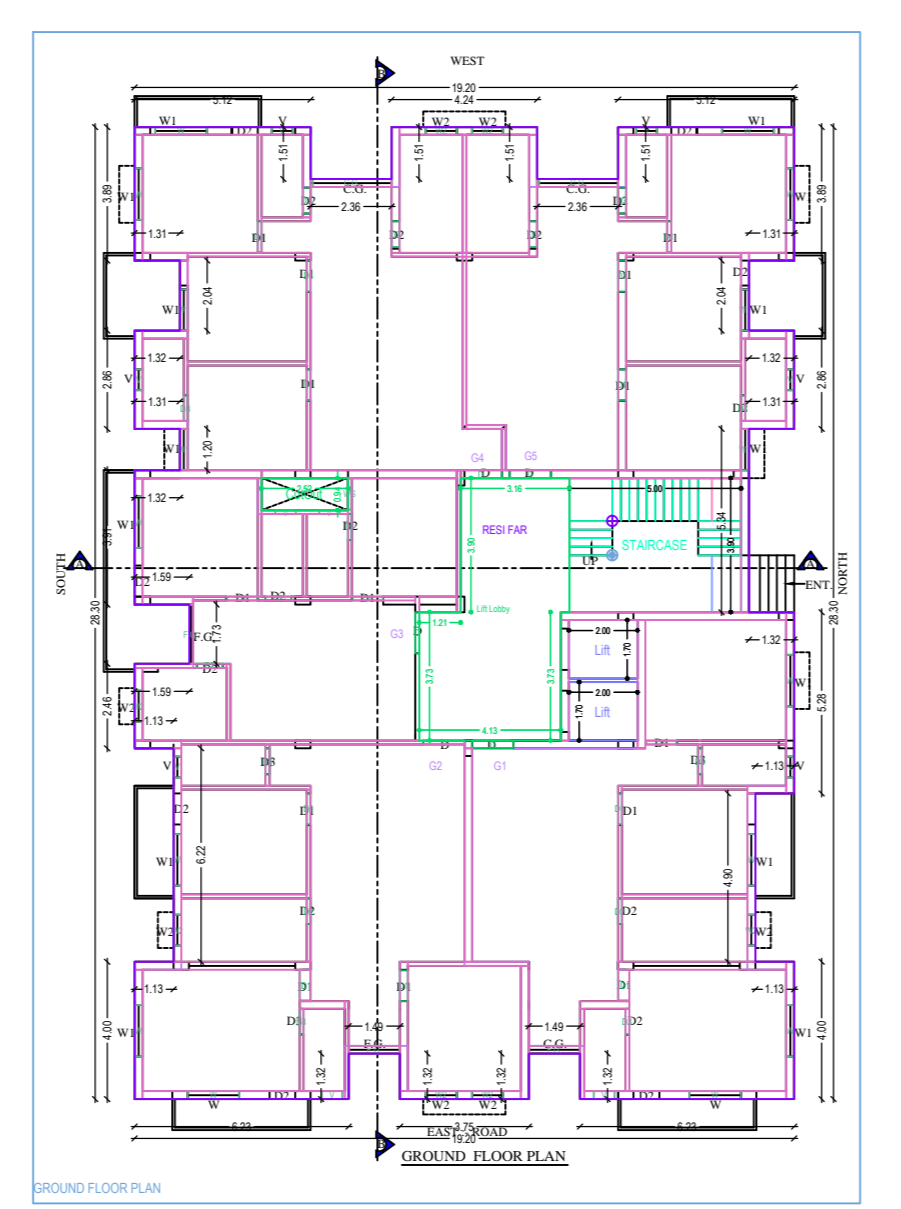 WEST
B
19.20
5.12
4.24
5.12
W1
D2
V
W2
W2
V
D2
W1
1.51
1.51
1.51
1.51
3.89
3.89
W1
W1
C.G.
C.G.
D2
D2
2.36
2.36
1.31
1.31
D1
D2
D2
D1
D1
D1
D2
2.04
2.04
W1
W1
1.32
1.32
2.86
2.86
V
D1
D1
V
1.31
1.31
D2
1.20
W1
W
G4
G5
D
D
2.52
0.94
Cutout
3.16
5.00
1.32
W1
D2
RESI FAR
5.34
3.90
3.90
3.91
STAIRCASE
UP
SOUTH
A
A
NORTH
28.30
28.30
1.59
D2
ENT.
D1
D2
D1
Lift Lobby
1.21
1.73
F.G.
G3
D
2.00
Lift
1.70
1.32
D2
3.73
3.73
W
1.59
2.00
Lift
1.70
5.28
2.46
W2
1.13
4.13
D
D
D1
V
D3
G2
G1
D3
1.13
V
D2
D1
D1
6.22
4.90
W1
W1
D2
D2
W2
W2
D1
D1
1.13
1.13
4.00
4.00
W1
D1
1.49
1.49
D2
W1
F.G.
C.G.
1.32
1.32
1.32
1.32
W
D2
V
W2
W2
D2
W
6.23
3.75
6.23
EAST - ROAD
19.20
B
GROUND FLOOR PLAN
GROUND FLOOR PLAN